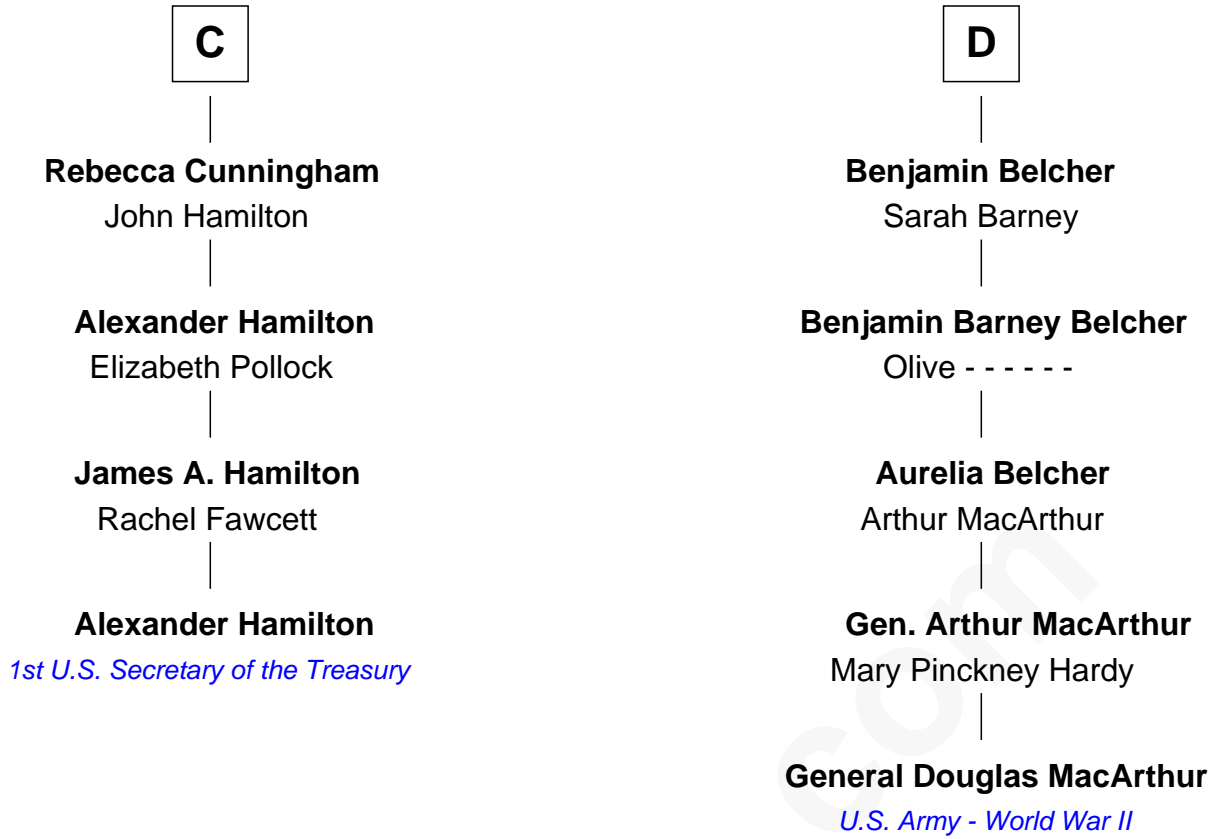 C
Rebecca Cunningham
John Hamilton
Alexander Hamilton
Elizabeth Pollock
James A. Hamilton
Rachel Fawcett
Alexander Hamilton
1st U.S. Secretary of the Treasury
D
Benjamin Belcher
Sarah Barney
Benjamin Barney Belcher
Olive - - - - - -
Aurelia Belcher
Arthur MacArthur
Gen. Arthur MacArthur
Mary Pinckney Hardy
General Douglas MacArthur
U.S. Army - World War II
com